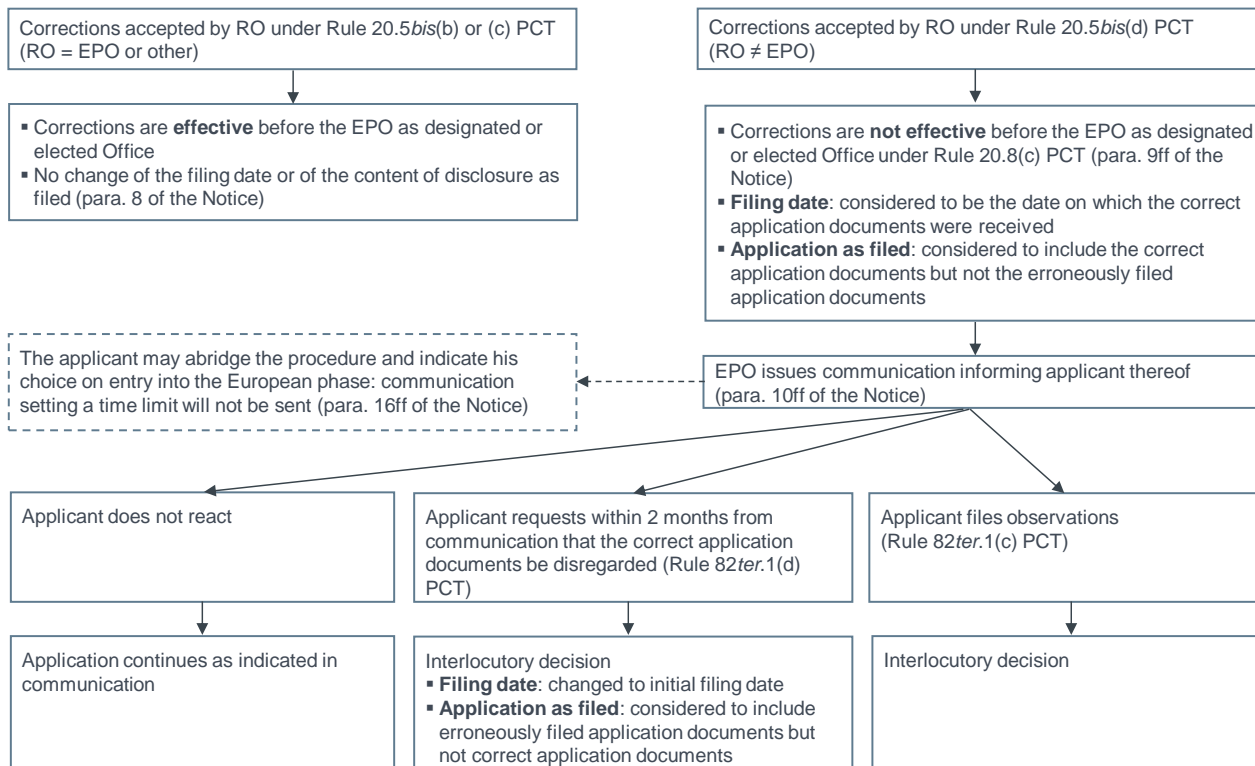 Corrections accepted by RO under Rule 20.5bis(b) or (c) PCT
(RO = EPO or other)
Corrections accepted by RO under Rule 20.5bis(d) PCT
(RO ≠ EPO)
▪ Corrections are effective before the EPO as designated or
elected Office
▪ No change of the filing date or of the content of disclosure as
filed (para. 8 of the Notice)
▪ Corrections are not effective before the EPO as designated
or elected Office under Rule 20.8(c) PCT (para. 9ff of the
Notice)
▪ Filing date: considered to be the date on which the correct
application documents were received
▪ Application as filed: considered to include the correct
application documents but not the erroneously filed
application documents
The applicant may abridge the procedure and indicate his
choice on entry into the European phase: communication
setting a time limit will not be sent (para. 16ff of the Notice)
EPO issues communication informing applicant thereof
(para. 10ff of the Notice)
Applicant does not react
Applicant requests within 2 months from
communication that the correct application
documents be disregarded (Rule 82ter.1(d)
PCT)
Applicant files observations
(Rule 82ter.1(c) PCT)
Application continues as indicated in
communication
Interlocutory decision
▪ Filing date: changed to initial filing date
▪ Application as filed: considered to include
erroneously filed application documents but
not correct application documents
Interlocutory decision